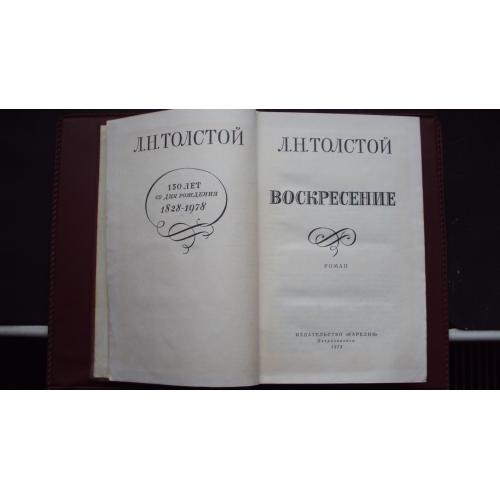 Л.Н.ТОЛСТОЙ
150 ЛЕТ
СО ДНЯ РОЖДЕНИЯ
1828-1978
Л.Н.ТОЛСТОЙ
ВОСКРЕСЕНИЕ
РОМАН
ИЗДАТЕЛЬСТВО «КАРЕЛИЯ»
Петрозаводск
1978